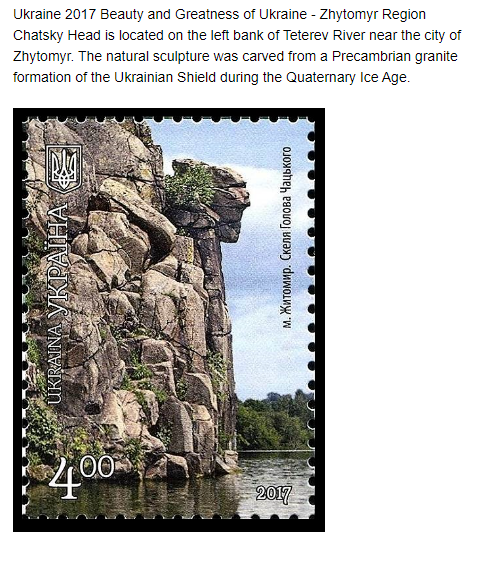 Ukraine 2017 Beauty and Greatness of Ukraine - Zhytomyr Region
Chatsky Head is located on the left bank of Teterev River near the city of
Zhytomyr. The natural sculpture was carved from a Precambrian granite
formation of the Ukrainian Shield during the Quaternary Ice Age.
UKRAINA УКРАЇНА
м. Житомир. Скеля Голова Чацького
4.00
2017